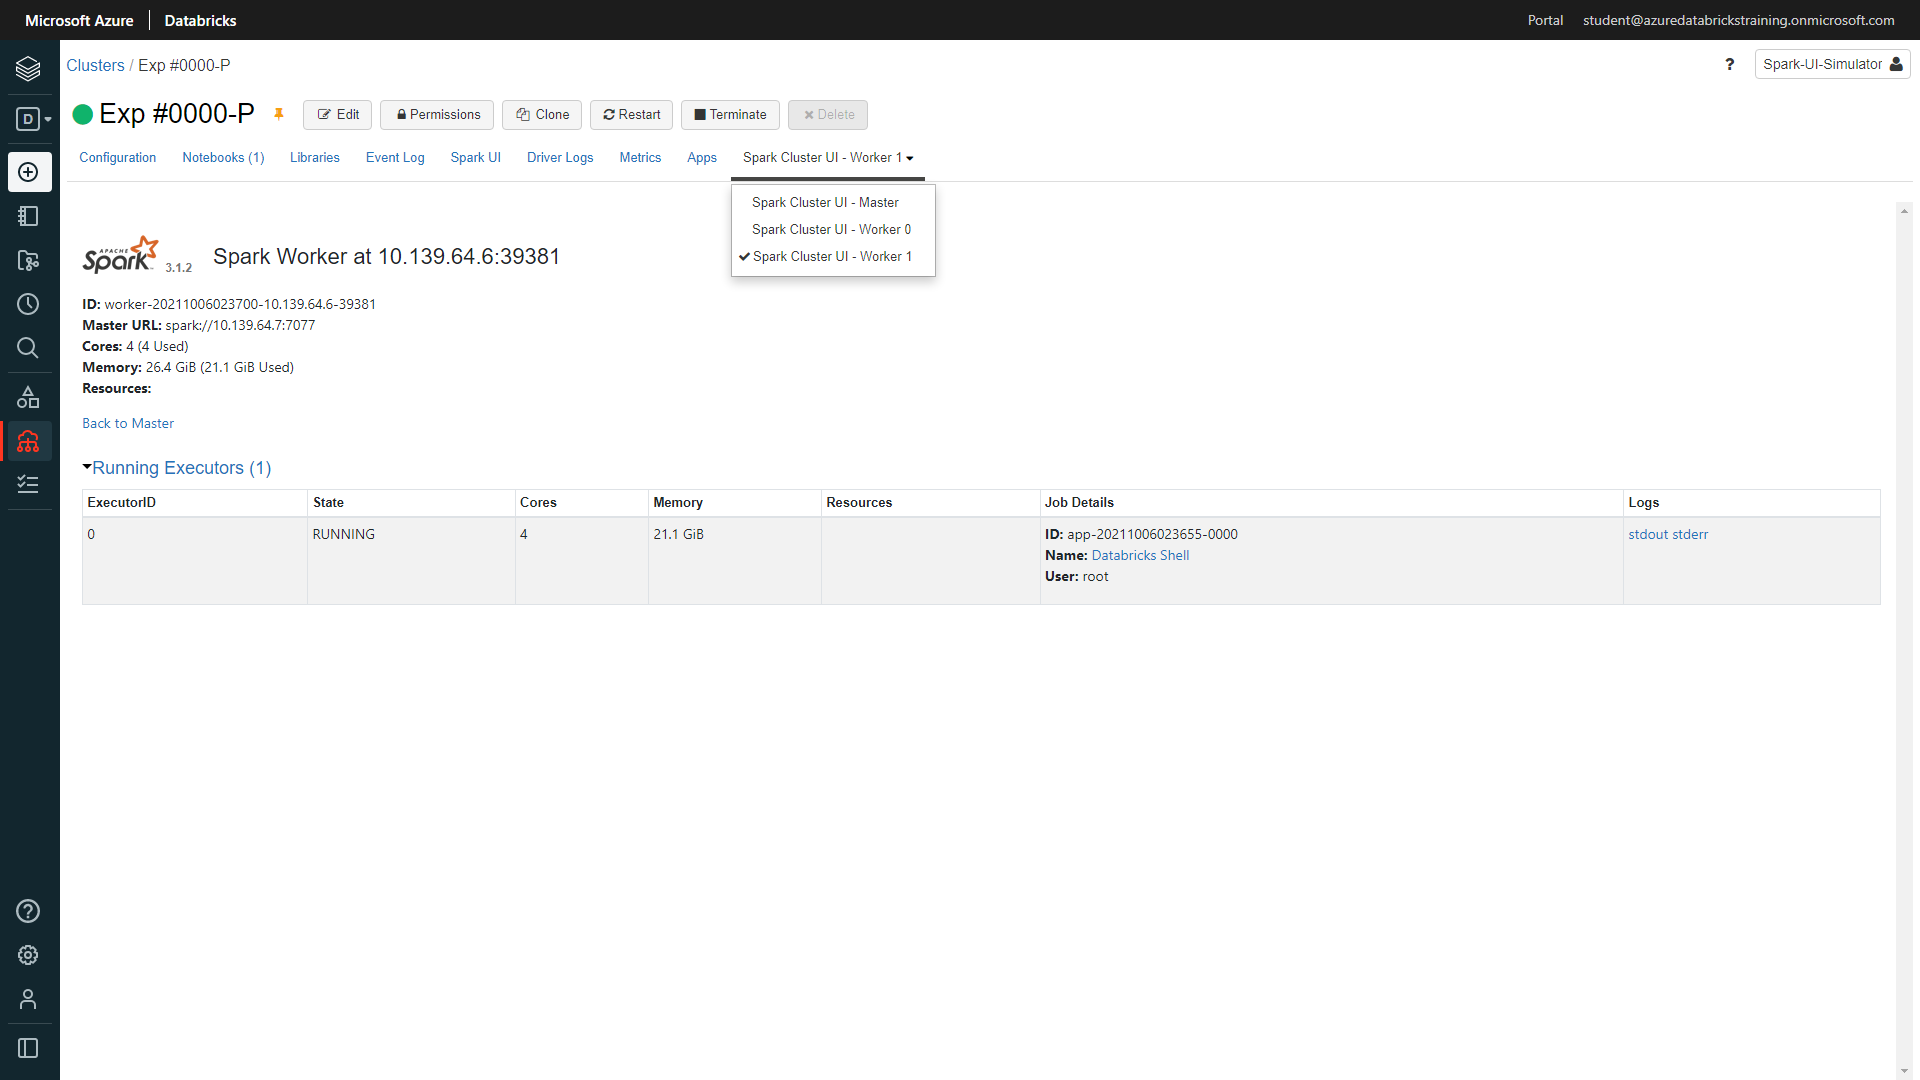 Microsoft Azure Databricks Portal student@azuredatabrickstraining.onmicrosoft.com
Clusters / Exp #0000-P ? Spark-UI-Simulator
D Exp #0000-P Edit Permissions Clone Restart Terminate Delete
Configuration Notebooks (1) Libraries Event Log Spark UI Driver Logs Metrics Apps Spark Cluster UI - Worker 1
Spark Cluster UI - Master
Spark Cluster UI - Worker 0
Spark Cluster UI - Worker 1
APACHE Spark 3.1.2 Spark Worker at 10.139.64.6:39381
ID: worker-20211006023700-10.139.64.6-39381
Master URL: spark://10.139.64.7:7077
Cores: 4 (4 Used)
Memory: 26.4 GiB (21.1 GiB Used)
Resources:
Back to Master
Running Executors (1)
ExecutorID State Cores Memory Resources Job Details Logs
0 RUNNING 4 21.1 GiB ID: app-20211006023655-0000 stdout stderr
Name: Databricks Shell
User: root